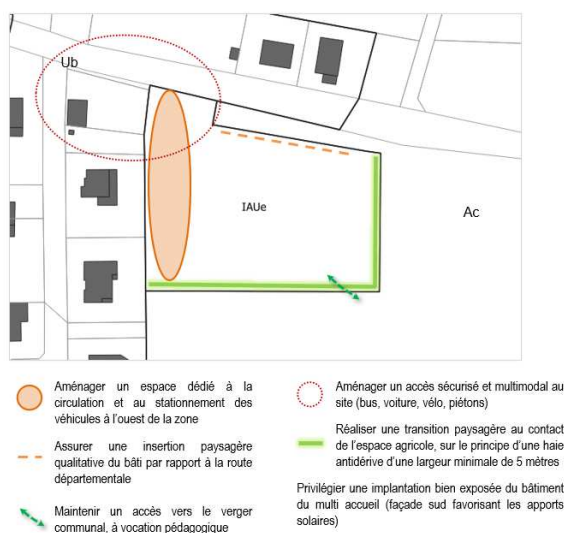 Ub
IAUe
Ac
Aménager un espace dédié à la
circulation et au stationnement des
véhicules à l'ouest de la zone
Assurer une insertion paysagère
qualitative du bâti par rapport à la route
départementale
Maintenir un accès vers le verger
communal, à vocation pédagogique
Aménager un accès sécurisé et multimodal au
site (bus, voiture, vélo, piétons)
Réaliser une transition paysagère au contact
de l'espace agricole, sur le principe d'une haie
antidérive d'une largeur minimale de 5 mètres
Privilégier une implantation bien exposée du bâtiment
du multi accueil (façade sud favorisant les apports
solaires)